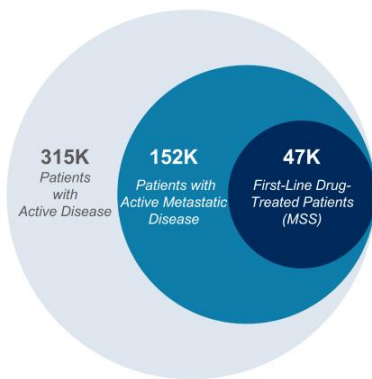 315K
Patients
with
Active Disease
152K
Patients with
Active Metastatic
Disease
47K
First-Line Drug-
Treated Patients
(MSS)